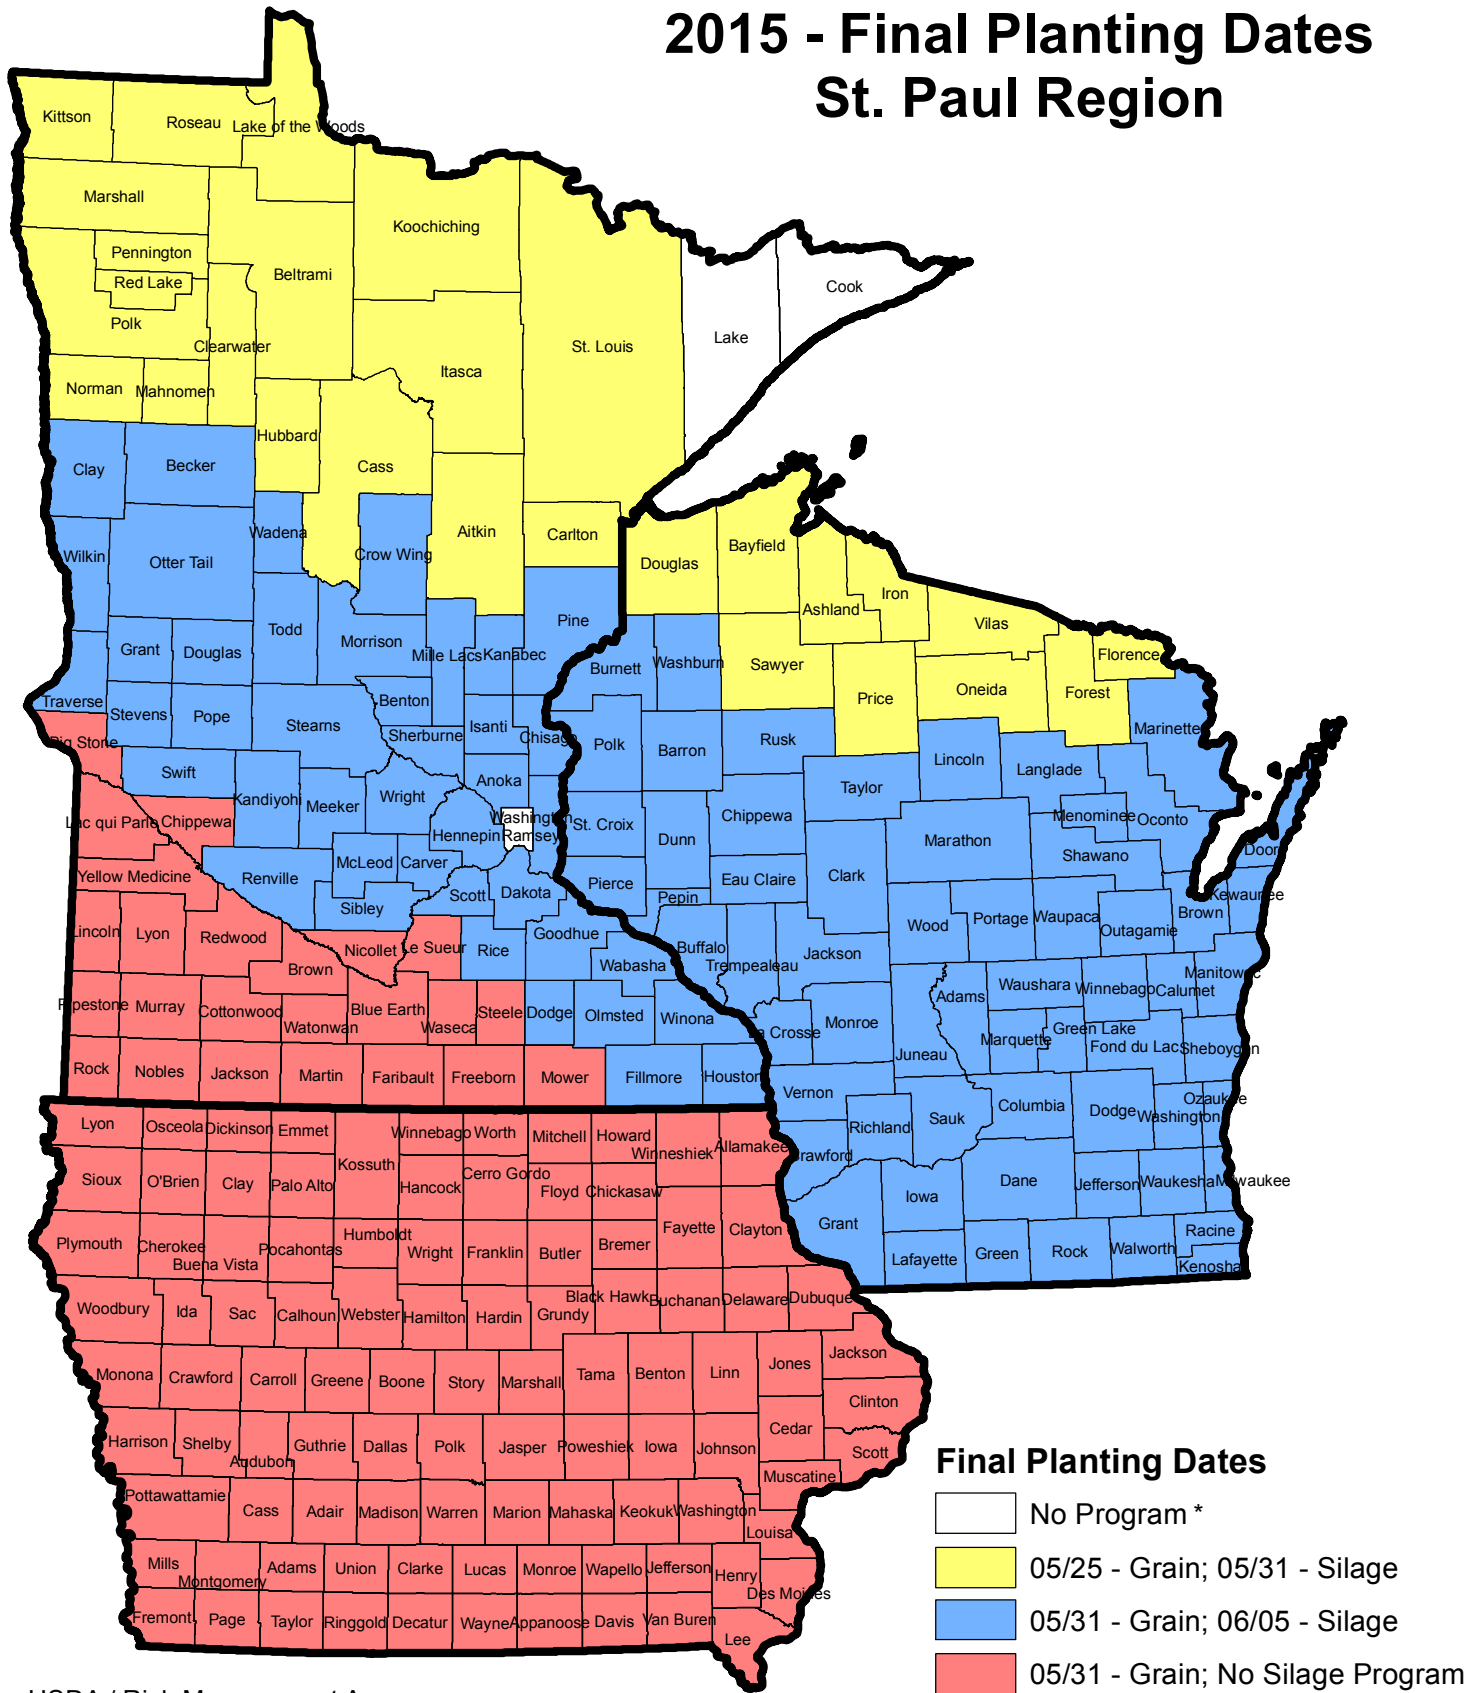 2015 - Final Planting Dates
St. Paul Region
Kittson
Roseau
Lake of the Woods
Marshall
Koochiching
Pennington
Beltrami
Red Lake
Cook
Polk
Lake
Clearwater
St. Louis
Itasca
Norman
Mahnomen
Hubbard
Clay
Becker
Cass
Wadena
Aitkin
Carlton
Wilkin
Otter Tail
Crow Wing
Douglas
Bayfield
Iron
Ashland
Pine
Vilas
Todd
Morrison
Grant
Douglas
Mille Lacs
Kanabec
Burnett
Washburn
Sawyer
Florence
Price
Oneida
Forest
Traverse
Stevens
Pope
Stearns
Benton
Isanti
Sherburne
Chisago
Polk
Barron
Rusk
Marinette
Big Stone
Lincoln
Langlade
Swift
Kandiyohi
Meeker
Wright
Anoka
Taylor
Lac qui Parle
Chippewa
Washington
Hennepin
Ramsey
St. Croix
Dunn
Chippewa
Marathon
Menominee
Oconto
Door
Shawano
McLeod
Carver
Yellow Medicine
Renville
Pierce
Eau Claire
Clark
Scott
Dakota
Pepin
Kewaunee
Sibley
Wood
Portage
Waupaca
Brown
Outagamie
Lincoln
Lyon
Redwood
Nicollet
Le Sueur
Rice
Goodhue
Buffalo
Jackson
Brown
Wabasha
Trempealeau
Manitowoc
Pipestone
Murray
Cottonwood
Blue Earth
Watonwan
Waseca
Steele
Dodge
Olmsted
Winona
Waushara
Winnebago
Calumet
Adams
La Crosse
Monroe
Green Lake
Marquette
Fond du Lac
Sheboygan
Juneau
Rock
Nobles
Jackson
Martin
Faribault
Freeborn
Mower
Fillmore
Houston
Vernon
Columbia
Dodge
Ozaukee
Washington
Sauk
Richland
Crawford
Lyon
Osceola
Dickinson
Emmet
Winnebago
Worth
Mitchell
Howard
Winneshiek
Allamakee
Kossuth
Sioux
O'Brien
Clay
Palo Alto
Hancock
Cerro Gordo
Floyd
Chickasaw
Iowa
Dane
Jefferson
Waukesha
Milwaukee
Grant
Plymouth
Cherokee
Buena Vista
Pocahontas
Humboldt
Wright
Franklin
Butler
Bremer
Fayette
Clayton
Lafayette
Green
Rock
Walworth
Racine
Kenosha
Woodbury
Ida
Sac
Calhoun
Webster
Hamilton
Hardin
Grundy
Black Hawk
Buchanan
Delaware
Dubuque
Monona
Crawford
Carroll
Greene
Boone
Story
Marshall
Tama
Benton
Linn
Jones
Jackson
Clinton
Harrison
Shelby
Audubon
Guthrie
Dallas
Polk
Jasper
Poweshiek
Iowa
Johnson
Cedar
Scott
Muscatine
Pottawattamie
Cass
Adair
Madison
Warren
Marion
Mahaska
Keokuk
Washington
Louisa
Mills
Montgomery
Adams
Union
Clarke
Lucas
Monroe
Wapello
Jefferson
Henry
Des Moines
Fremont
Page
Taylor
Ringgold
Decatur
Wayne
Appanoose
Davis
Van Buren
Lee
Final Planting Dates
No Program *
05/25 - Grain; 05/31 - Silage
05/31 - Grain; 06/05 - Silage
05/31 - Grain; No Silage Program